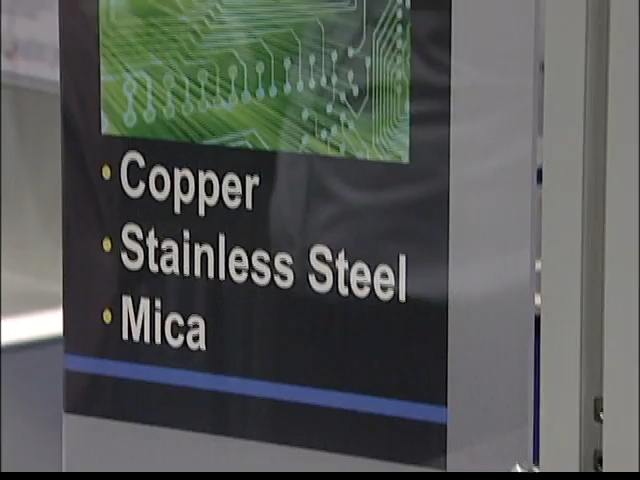 • Copper
• Stainless Steel
• Mica